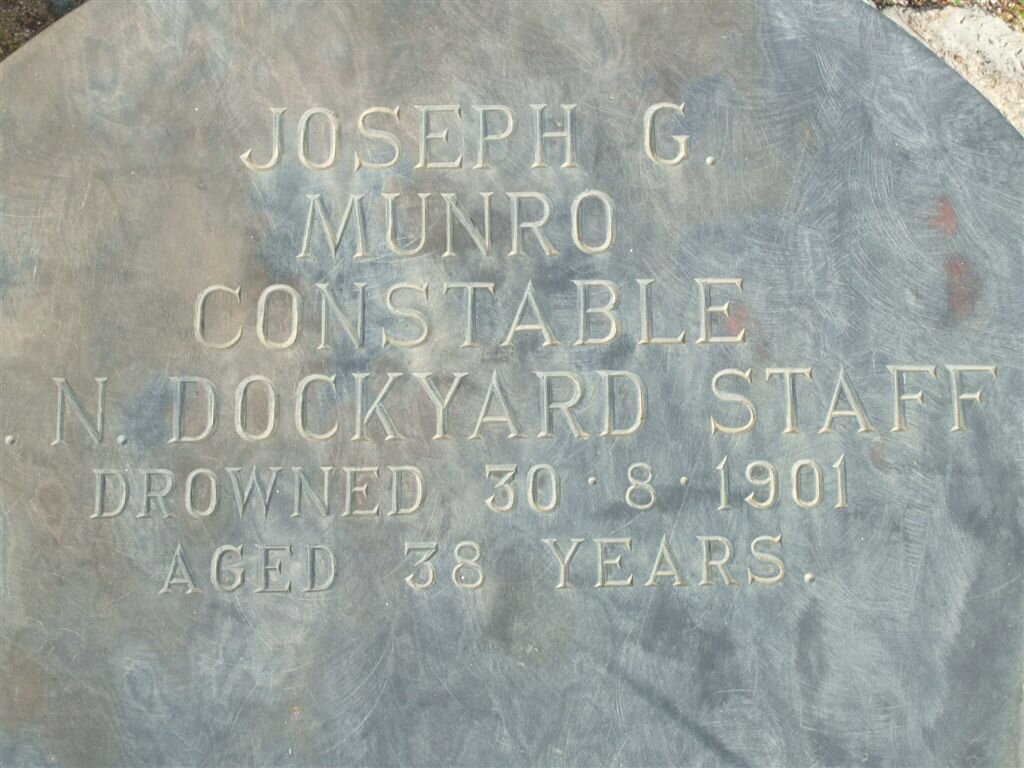 JOSEPH G.
MUNRO
CONSTABLE
. N. DOCKYARD STAFF
DROWNED 30·8·1901
AGED 38 YEARS.